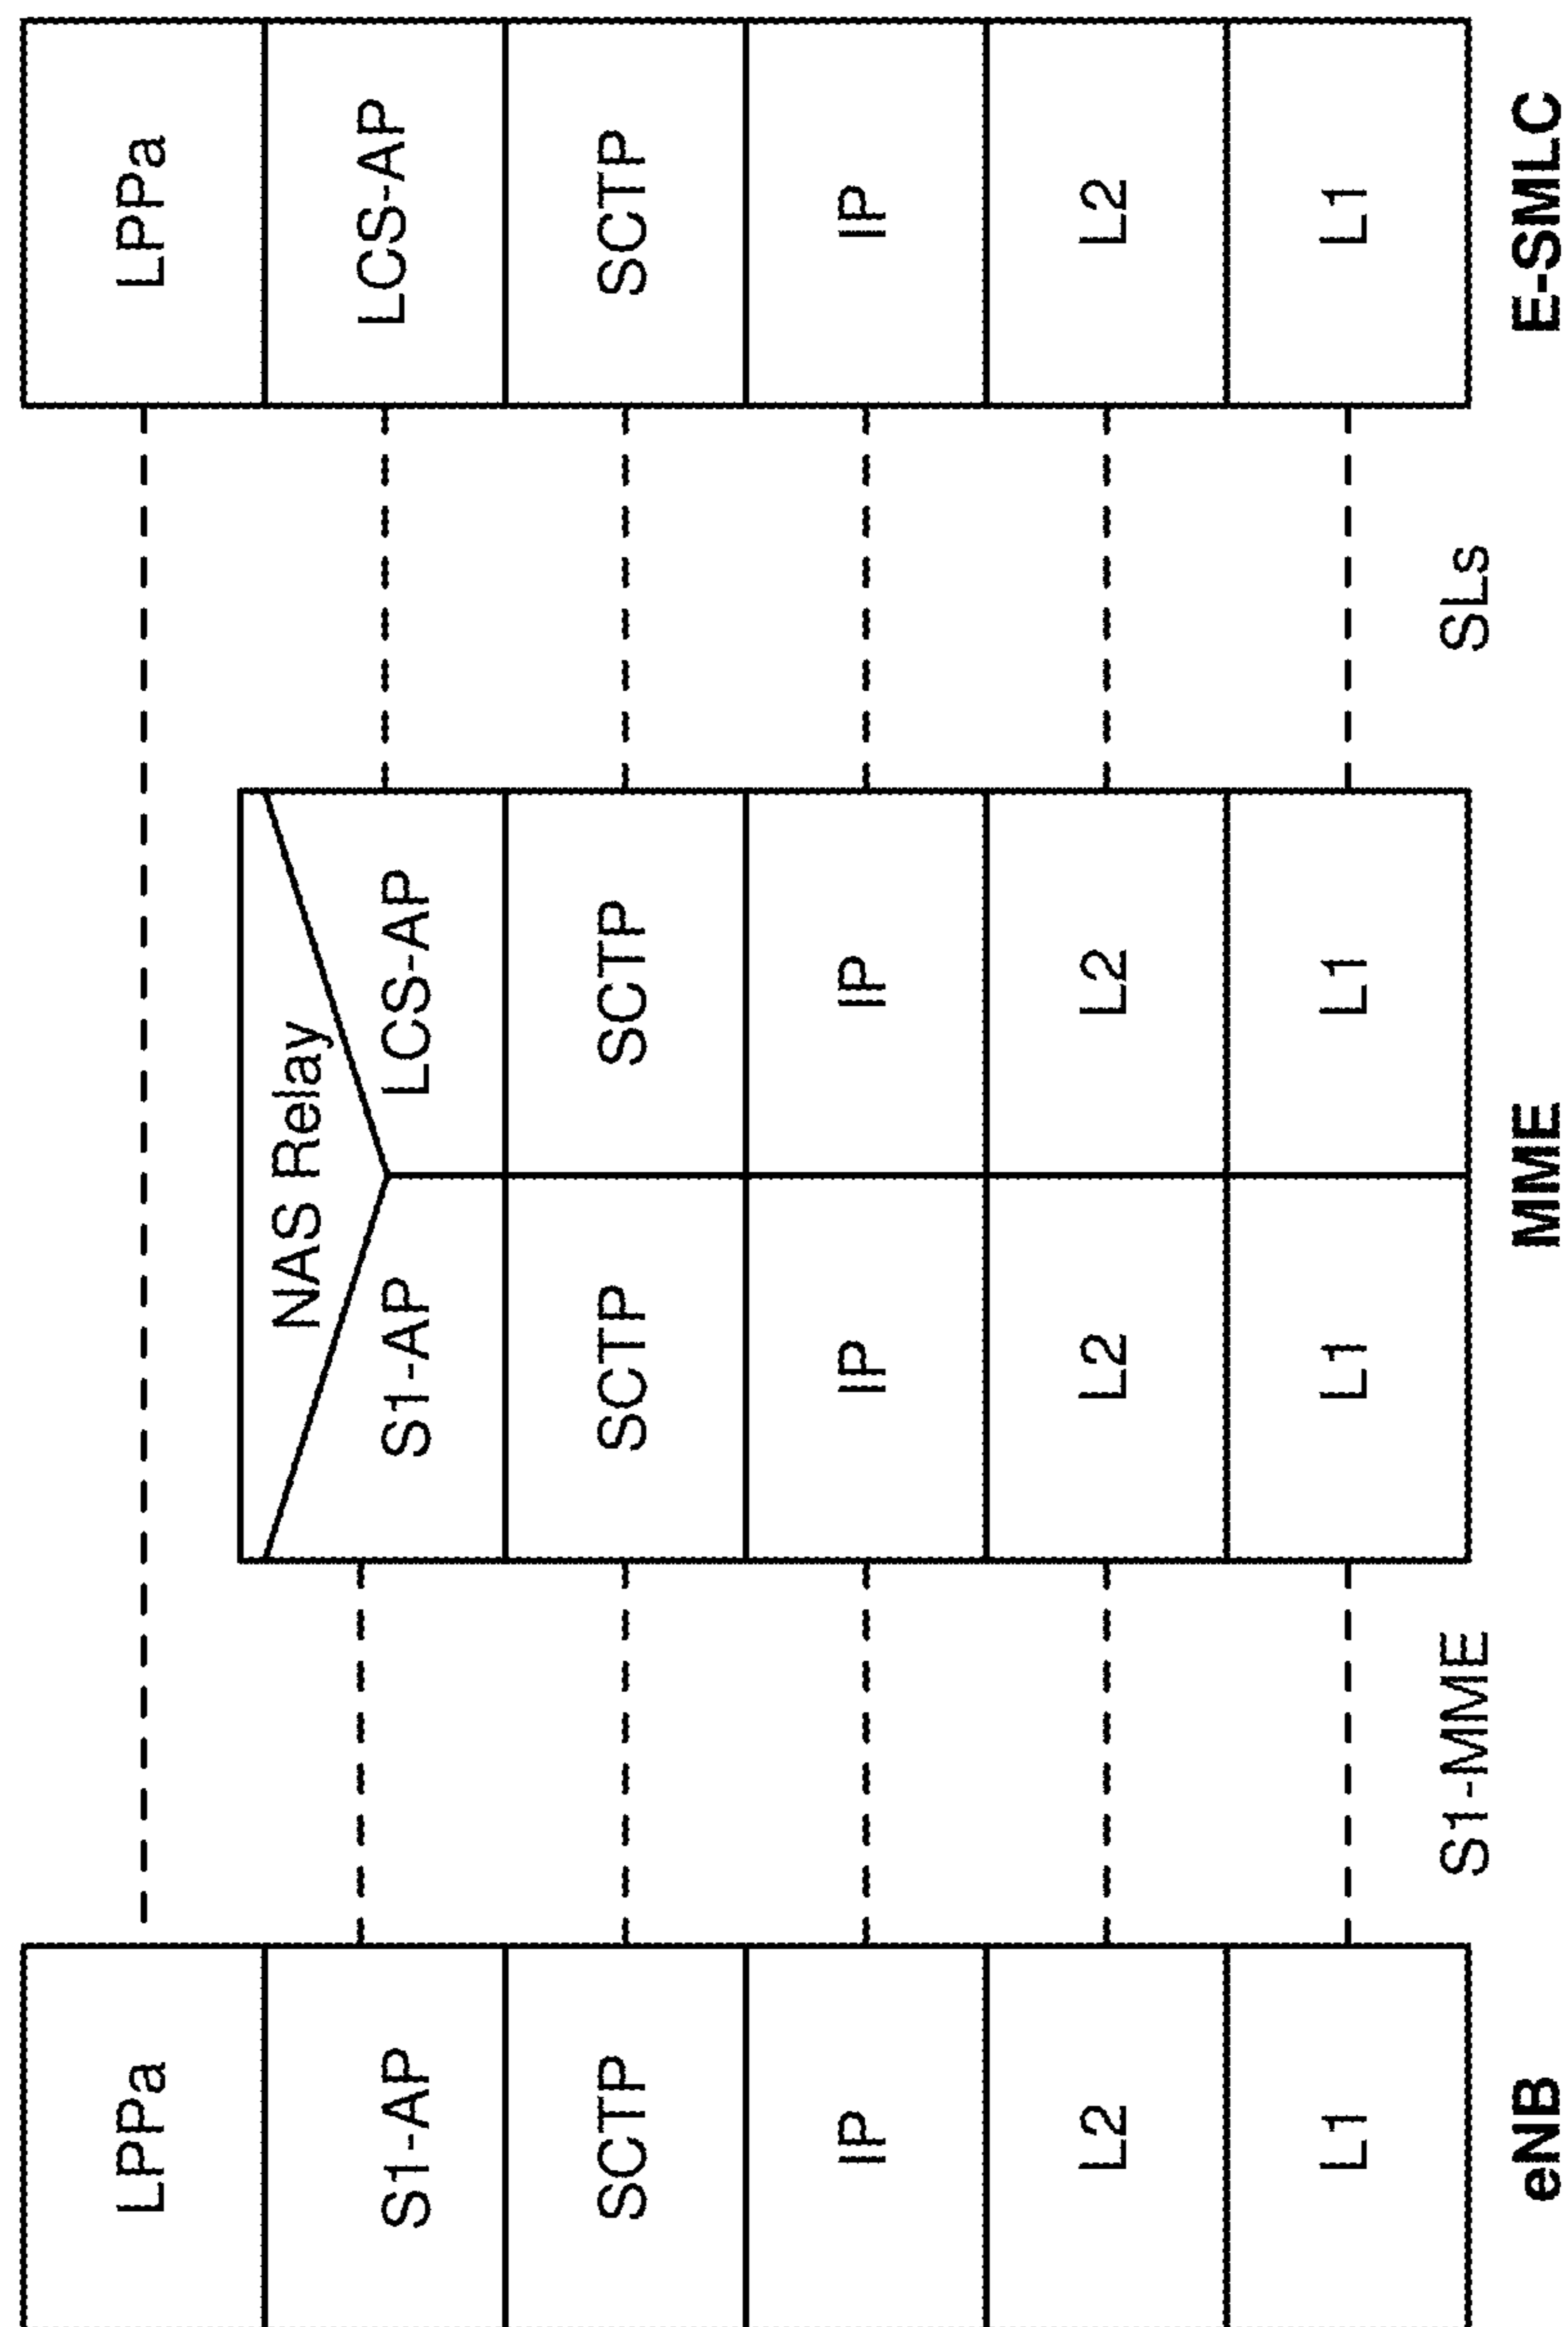 LPPa
S1-AP
SCTP
IP
L2
L1
eNB
S1-MME
NAS Relay
S1-AP
LCS-AP
SCTP
SCTP
IP
IP
L2
L2
L1
L1
MME
SLs
LPPa
LCS-AP
SCTP
IP
L2
L1
E-SMLC